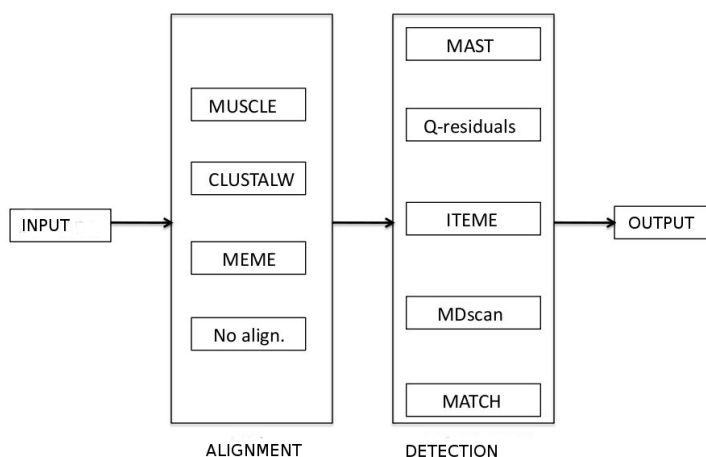 INPUT
MUSCLE
CLUSTALW
MEME
No align.
ALIGNMENT
MAST
Q-residuals
ITEME
MDscan
MATCH
DETECTION
OUTPUT